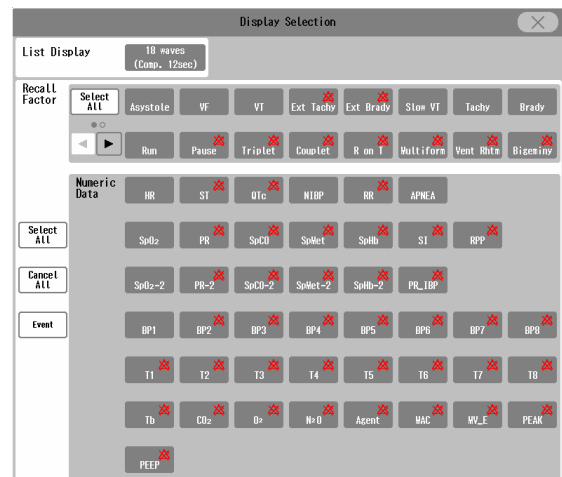 Display Selection
List Display
18 waves
(Comp. 12sec)
Recall
Factor
Select
All
Asystole VF VT Ext Tachy Ext Brady Slow VT Tachy Brady
Run Pause Triplet Couplet R on T Multiform Vent Rhtm Bigeminy
Numeric
Data
HR ST QTc NIBP RR APNEA
Select
All
SpO₂ PR SpCO SpMet SpHb SI RPP
Cancel
All
SpO₂-2 PR-2 SpCO-2 SpMet-2 SpHb-2 PR_IBP
Event
BP1 BP2 BP3 BP4 BP5 BP6 BP7 BP8
T1 T2 T3 T4 T5 T6 T7 T8
Tb CO₂ O₂ N₂O Agent MAC MV_E PEAK
PEEP